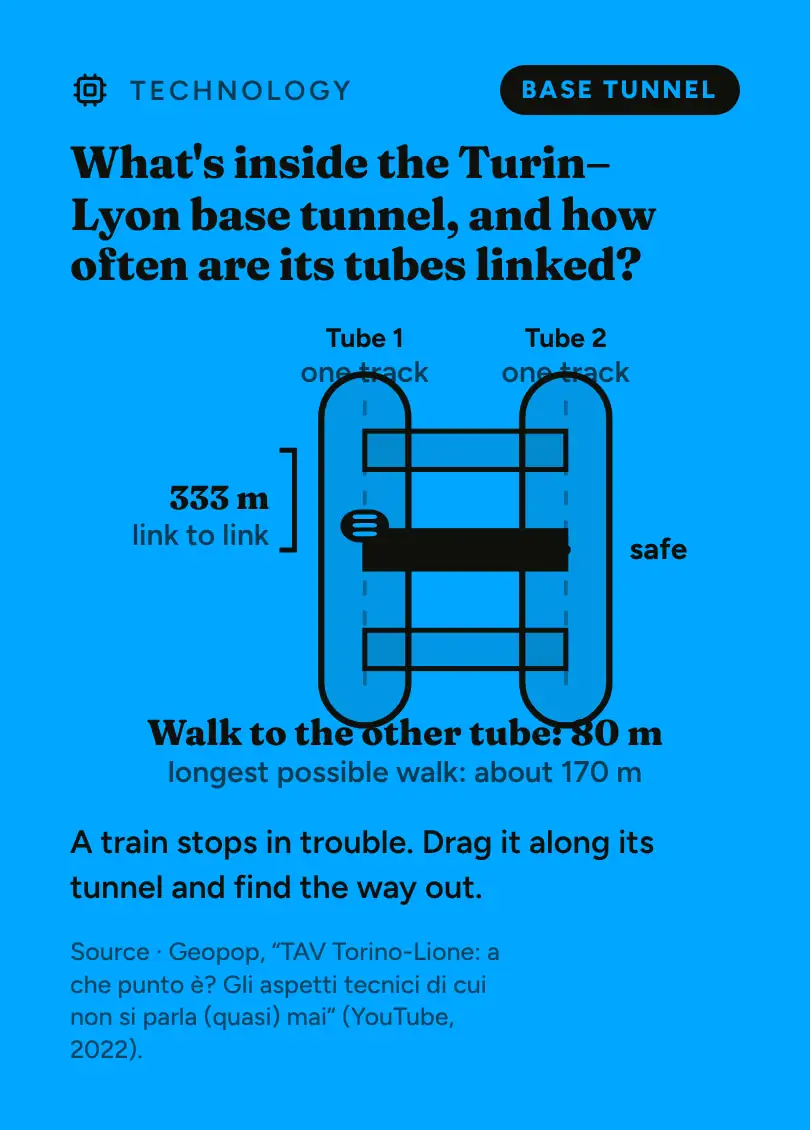 TECHNOLOGY
BASE TUNNEL
What's inside the Turin–
Lyon base tunnel, and how
often are its tubes linked?
Tube 1
Tube 2
one track
one track
333 m
link to link
safe
Walk to the other tube: 80 m
longest possible walk: about 170 m
A train stops in trouble. Drag it along its
tunnel and find the way out.
Source · Geopop, “TAV Torino-Lione: a
che punto è? Gli aspetti tecnici di cui
non si parla (quasi) mai” (YouTube,
2022).